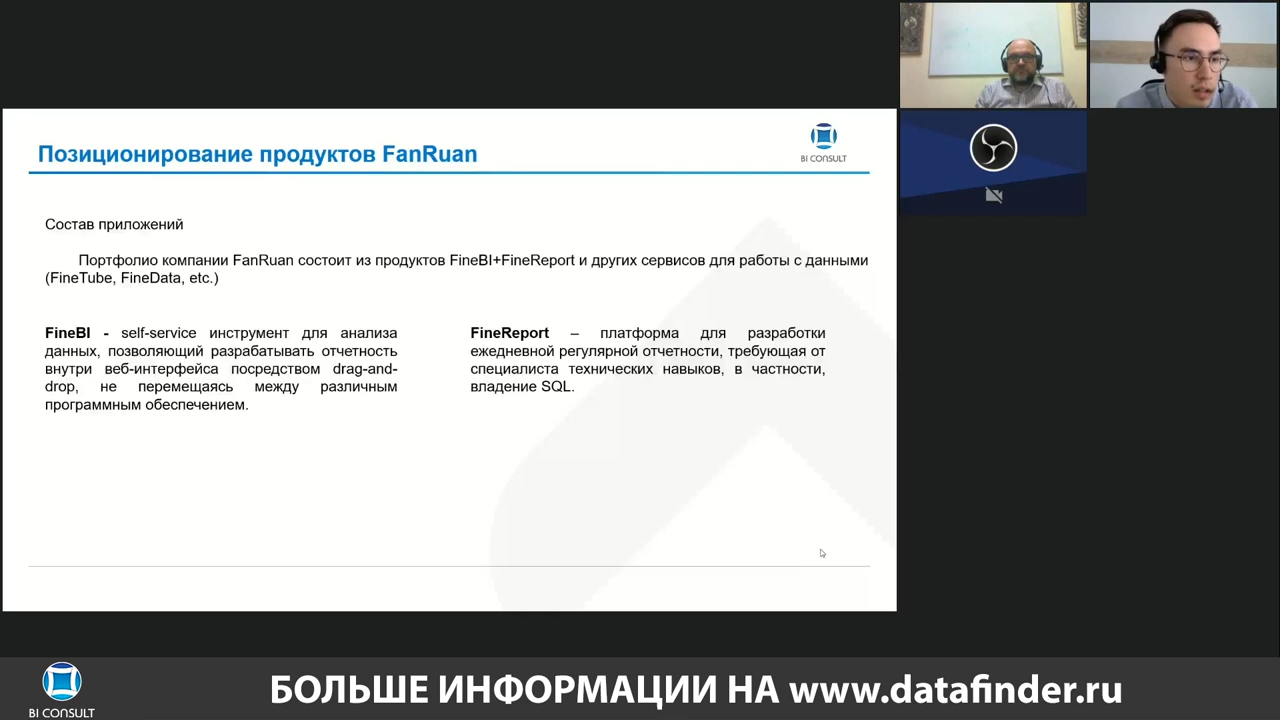 Позиционирование продуктов FanRuan
BI CONSULT
Состав приложений
Портфолио компании FanRuan состоит из продуктов FineBI+FineReport и других сервисов для работы с данными
(FineTube, FineData, etc.)
FineBI - self-service инструмент для анализа
данных, позволяющий разрабатывать отчетность
внутри веб-интерфейса посредством drag-and-
drop, не перемещаясь между различным
программным обеспечением.
FineReport – платформа для разработки
ежедневной регулярной отчетности, требующая от
специалиста технических навыков, в частности,
владение SQL.
BI CONSULT
БОЛЬШЕ ИНФОРМАЦИИ НА www.datafinder.ru